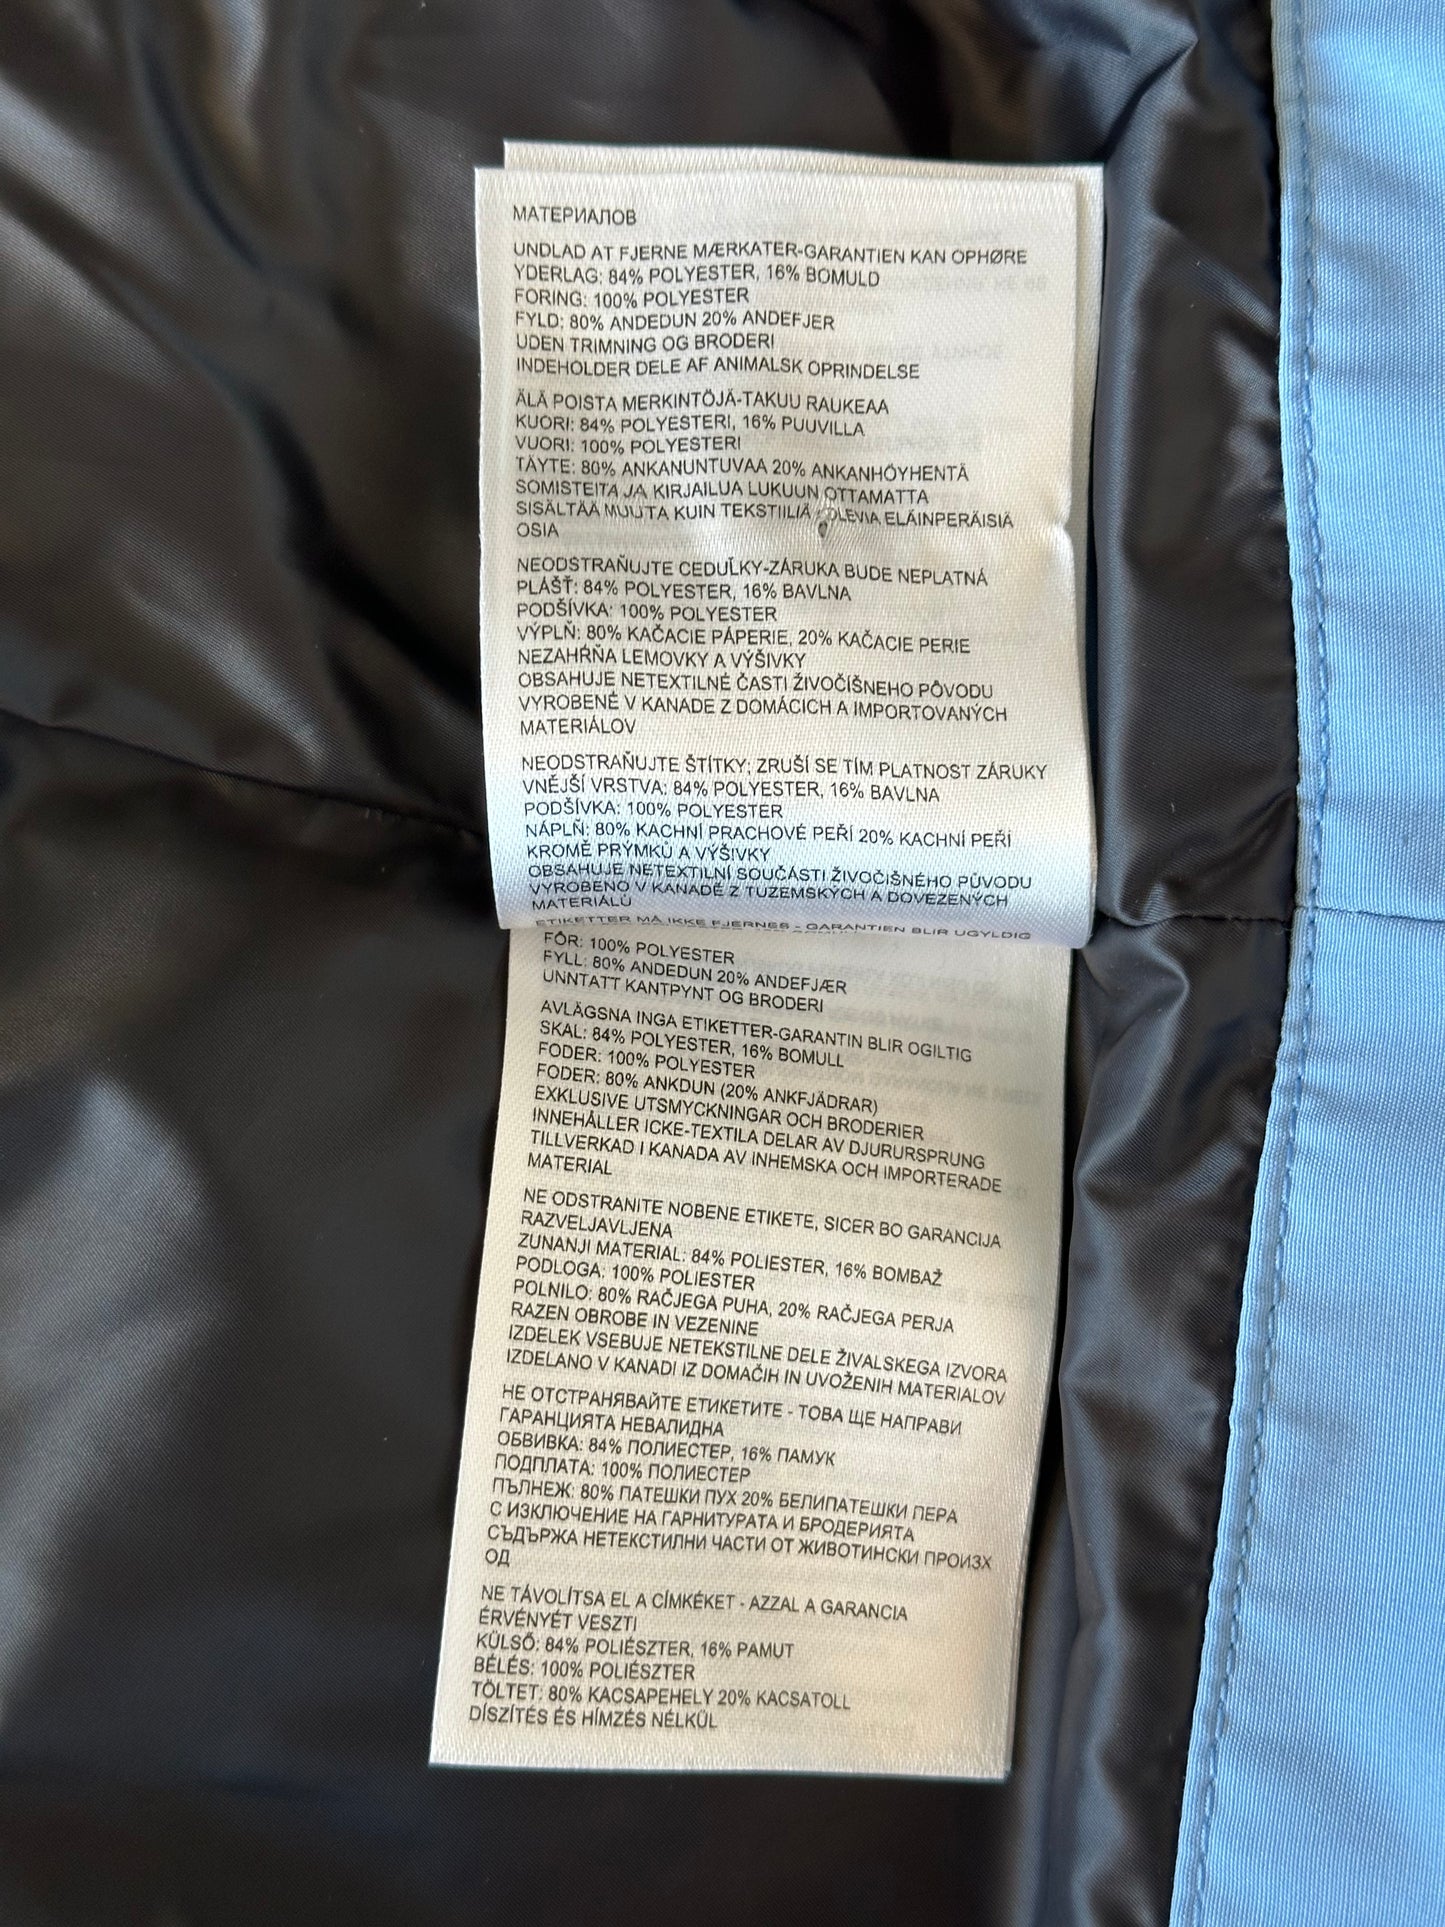 МАТЕРИАЛОВ
UNDLAD AT FJERNE MÆRKATER-GARANTIEN KAN OPHØRE
YDERLAG: 84% POLYESTER, 16% BOMULD
FORING: 100% POLYESTER
FYLD: 80% ANDEDUN 20% ANDEFJER
UDEN TRIMNING OG BRODERI
INDEHOLDER DELE AF ANIMALSK OPRINDELSE
ÄLÄ POISTA MERKINTÖJÄ-TAKUU RAUKEAA
KUORI: 84% POLYESTERI, 16% PUUVILLA
VUORI: 100% POLYESTERI
TÄYTE: 80% ANKANUNTUVAA 20% ANKANHÖYHENTÄ
SOMISTEITA JA KIRJAILUA LUKUUN OTTAMATTA
SISÄLTÄÄ MUUTA KUIN TEKSTIILIÄ ELÄINPERÄISIÄ
OSIA
NEODSTRAŇUJTE CEDUĽKY-ZÁRUKA BUDE NEPLATNÁ
PLÁŠŤ: 84% POLYESTER, 16% BAVLNA
PODŠÍVKA: 100% POLYESTER
VÝPLŇ: 80% KAČACIE PÁPERIE, 20% KAČACIE PERIE
NEZAHŔŇA LEMOVKY A VÝŠIVKY
OBSAHUJE NETEXTILNÉ ČASTI ŽIVOČÍŠNEHO PÔVODU
VYROBENÉ V KANADE Z DOMÁCICH A IMPORTOVANÝCH
MATERIÁLOV
NEODSTRAŇUJTE ŠTÍTKY; ZRUŠÍ SE TÍM PLATNOST ZÁRUKY
VNĚJŠÍ VRSTVA: 84% POLYESTER, 16% BAVLNA
PODŠÍVKA: 100% POLYESTER
NÁPLŇ: 80% KACHNÍ PRACHOVÉ PEŘÍ 20% KACHNÍ PEŘÍ
KROMĚ PRÝMKŮ A VÝŠIVKY
OBSAHUJE NETEXTILNÍ SOUČÁSTI ŽIVOČIŠNÉHO PŮVODU
VYROBENO V KANADĚ Z TUZEMSKÝCH A DOVEZENÝCH
MATERIÁLŮ
ETIKETTER MÅ IKKE FJERNES - GARANTIEN BLIR UGYLDIG
FÔR: 100% POLYESTER
FYLL: 80% ANDEDUN 20% ANDEFJÆR
UNNTATT KANTPYNT OG BRODERI
AVLÄGSNA INGA ETIKETTER-GARANTIN BLIR OGILTIG
SKAL: 84% POLYESTER, 16% BOMULL
FODER: 100% POLYESTER
FODER: 80% ANKDUN (20% ANKFJÄDRAR)
EXKLUSIVE UTSMYCKNINGAR OCH BRODERIER
INNEHÅLLER ICKE-TEXTILA DELAR AV DJURURSPRUNG
TILLVERKAD I KANADA AV INHEMSKA OCH IMPORTERADE
MATERIAL
NE ODSTRANITE NOBENE ETIKETE, SICER BO GARANCIJA
RAZVELJAVLJENA
ZUNANJI MATERIAL: 84% POLIESTER, 16% BOMBAŽ
PODLOGA: 100% POLIESTER
POLNILO: 80% RAČJEGA PUHA, 20% RAČJEGA PERJA
RAZEN OBROBE IN VEZENINE
IZDELEK VSEBUJE NETEKSTILNE DELE ŽIVALSKEGA IZVORA
IZDELANO V KANADI IZ DOMAČIH IN UVOŽENIH MATERIALOV
НЕ ОТСТРАНЯВАЙТЕ ЕТИКЕТИТЕ - ТОВА ЩЕ НАПРАВИ
ГАРАНЦИЯТА НЕВАЛИДНА
ОБВИВКА: 84% ПОЛИЕСТЕР, 16% ПАМУК
ПОДПЛАТА: 100% ПОЛИЕСТЕР
ПЪЛНЕЖ: 80% ПАТЕШКИ ПУХ 20% БЕЛИПАТЕШКИ ПЕРА
С ИЗКЛЮЧЕНИЕ НА ГАРНИТУРАТА И БРОДЕРИЯТА
СЪДЪРЖА НЕТЕКСТИЛНИ ЧАСТИ ОТ ЖИВОТИНСКИ ПРОИЗХ
ОД
NE TÁVOLÍTSA EL A CÍMKÉKET - AZZAL A GARANCIA
ÉRVÉNYÉT VESZTI
KÜLSŐ: 84% POLIÉSZTER, 16% PAMUT
BÉLÉS: 100% POLIÉSZTER
TÖLTET: 80% KACSAPEHELY 20% KACSATOLL
DÍSZÍTÉS ÉS HÍMZÉS NÉLKÜL